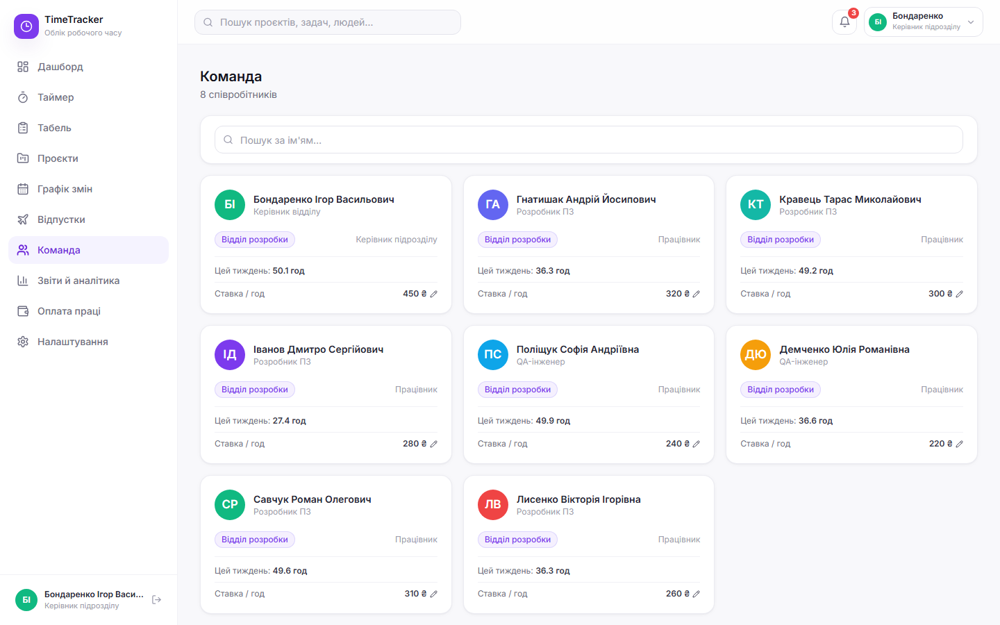 TimeTracker
Облік робочого часу
Дашборд
Таймер
Табель
Проєкти
Графік змін
Відпустки
Команда
Звіти й аналітика
Оплата праці
Налаштування
БІ
Бондаренко Ігор Васи...
Керівник підрозділу
Пошук проєктів, задач, людей...
3
БІ
Бондаренко
Керівник підрозділу
Команда
8 співробітників
Пошук за ім'ям...
БІ
Бондаренко Ігор Васильович
Керівник відділу
Відділ розробки
Керівник підрозділу
Цей тиждень: 50.1 год
Ставка / год
450 ₴
ГА
Гнатишак Андрій Йосипович
Розробник ПЗ
Відділ розробки
Працівник
Цей тиждень: 36.3 год
Ставка / год
320 ₴
КТ
Кравець Тарас Миколайович
Розробник ПЗ
Відділ розробки
Працівник
Цей тиждень: 49.2 год
Ставка / год
300 ₴
ІД
Іванов Дмитро Сергійович
Розробник ПЗ
Відділ розробки
Працівник
Цей тиждень: 27.4 год
Ставка / год
280 ₴
ПС
Поліщук Софія Андріївна
QA-інженер
Відділ розробки
Працівник
Цей тиждень: 49.9 год
Ставка / год
240 ₴
ДЮ
Демченко Юлія Романівна
QA-інженер
Відділ розробки
Працівник
Цей тиждень: 36.6 год
Ставка / год
220 ₴
СР
Савчук Роман Олегович
Розробник ПЗ
Відділ розробки
Працівник
Цей тиждень: 49.6 год
Ставка / год
310 ₴
ЛВ
Лисенко Вікторія Ігорівна
Розробник ПЗ
Відділ розробки
Працівник
Цей тиждень: 36.3 год
Ставка / год
260 ₴